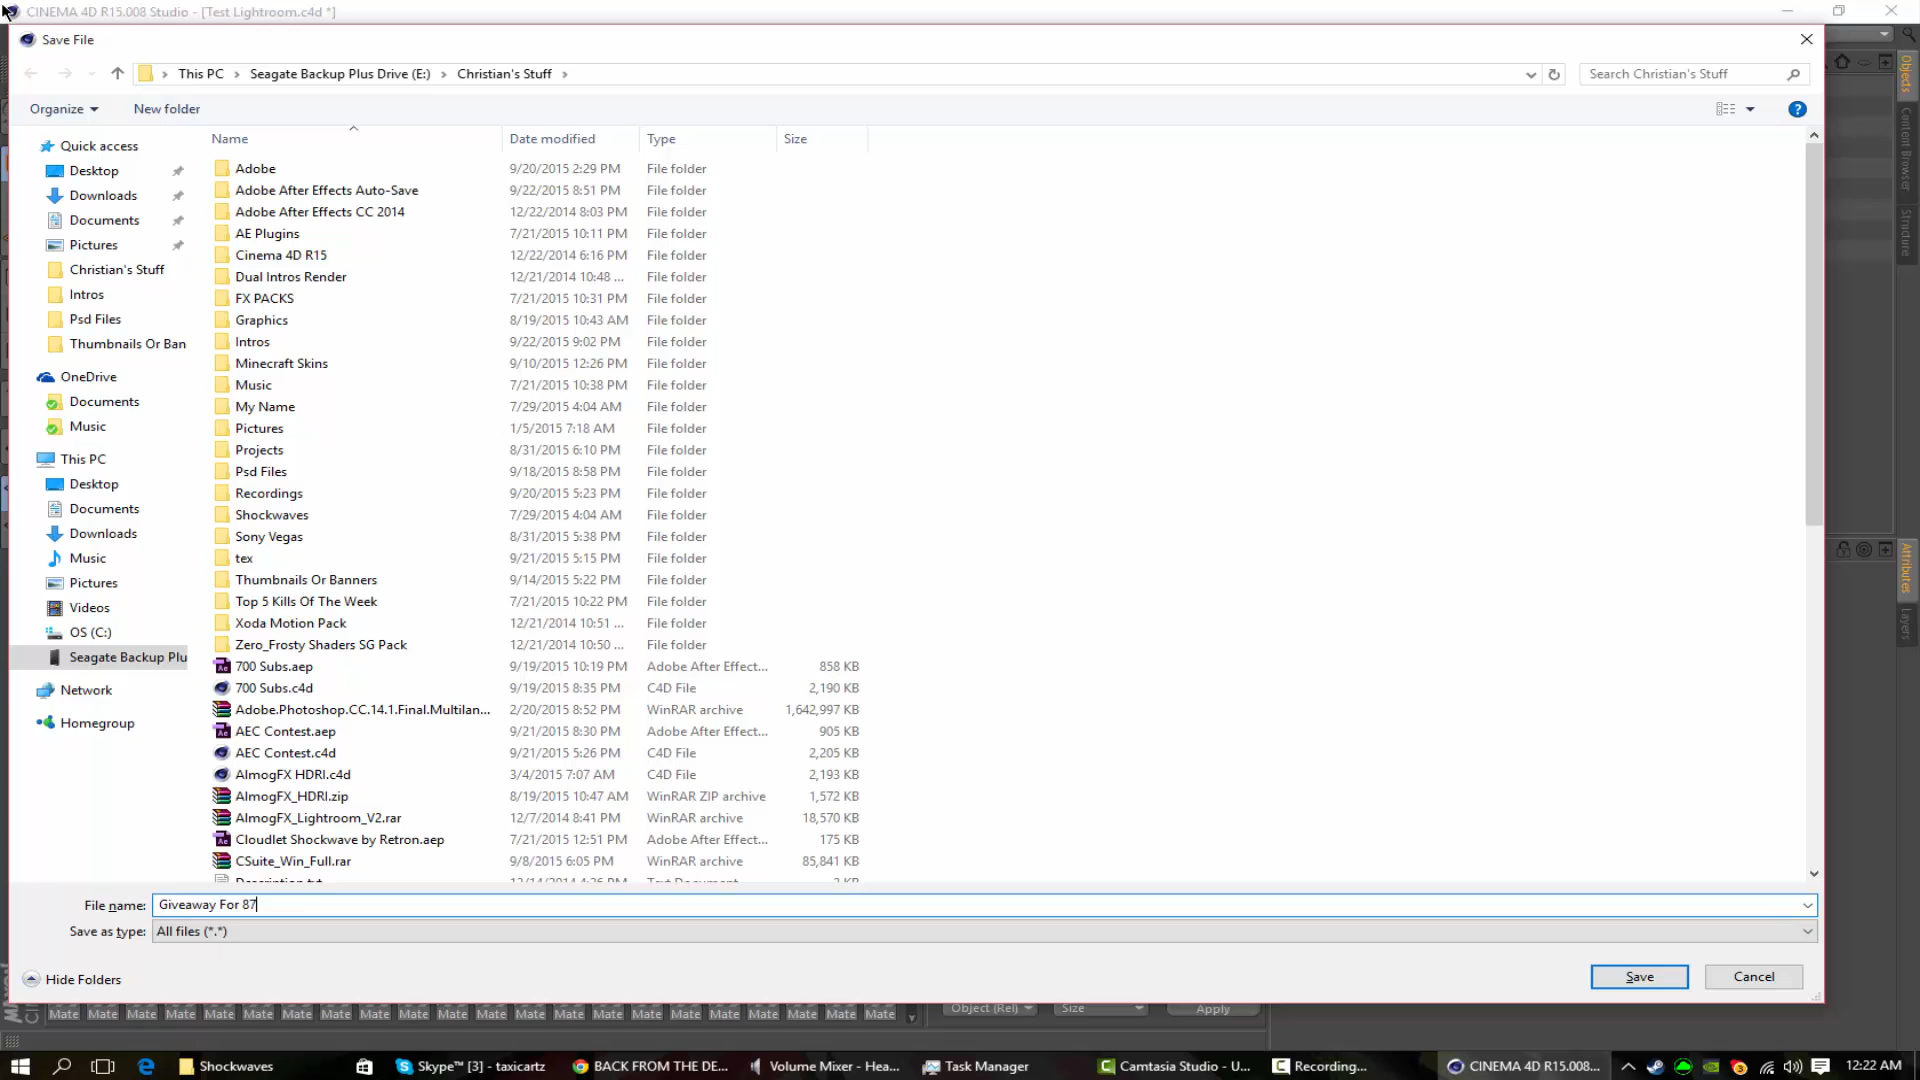 CINEMA 4D R15.008 Studio - [Test Lightroom.c4d *]
Save File
This PC › Seagate Backup Plus Drive (E:) › Christian's Stuff ›
Search Christian's Stuff
Organize
New folder
Name
Date modified
Type
Size
Quick access
Desktop
Downloads
Documents
Pictures
Christian's Stuff
Intros
Psd Files
Thumbnails Or Ban
OneDrive
Documents
Music
This PC
Desktop
Documents
Downloads
Music
Pictures
Videos
OS (C:)
Seagate Backup Plu
Network
Homegroup
Adobe 9/20/2015 2:29 PM File folder
Adobe After Effects Auto-Save 9/22/2015 8:51 PM File folder
Adobe After Effects CC 2014 12/22/2014 8:03 PM File folder
AE Plugins 7/21/2015 10:11 PM File folder
Cinema 4D R15 12/22/2014 6:16 PM File folder
Dual Intros Render 12/21/2014 10:48 ... File folder
FX PACKS 7/21/2015 10:31 PM File folder
Graphics 8/19/2015 10:43 AM File folder
Intros 9/22/2015 9:02 PM File folder
Minecraft Skins 9/10/2015 12:26 PM File folder
Music 7/21/2015 10:38 PM File folder
My Name 7/29/2015 4:04 AM File folder
Pictures 1/5/2015 7:18 AM File folder
Projects 8/31/2015 6:10 PM File folder
Psd Files 9/18/2015 8:58 PM File folder
Recordings 9/20/2015 5:23 PM File folder
Shockwaves 7/29/2015 4:04 AM File folder
Sony Vegas 8/31/2015 5:38 PM File folder
tex 9/21/2015 5:15 PM File folder
Thumbnails Or Banners 9/14/2015 5:22 PM File folder
Top 5 Kills Of The Week 7/21/2015 10:22 PM File folder
Xoda Motion Pack 12/21/2014 10:51 ... File folder
Zero_Frosty Shaders SG Pack 12/21/2014 10:50 ... File folder
700 Subs.aep 9/19/2015 10:19 PM Adobe After Effect... 858 KB
700 Subs.c4d 9/19/2015 8:35 PM C4D File 2,190 KB
Adobe.Photoshop.CC.14.1.Final.Multilan... 2/20/2015 8:52 PM WinRAR archive 1,642,997 KB
AEC Contest.aep 9/21/2015 8:30 PM Adobe After Effect... 905 KB
AEC Contest.c4d 9/21/2015 5:26 PM C4D File 2,205 KB
AlmogFX HDRI.c4d 3/4/2015 7:07 AM C4D File 2,193 KB
AlmogFX_HDRI.zip 8/19/2015 10:47 AM WinRAR ZIP archive 1,572 KB
AlmogFX_Lightroom_V2.rar 12/7/2014 8:41 PM WinRAR archive 18,570 KB
Cloudlet Shockwave by Retron.aep 7/21/2015 12:51 PM Adobe After Effect... 175 KB
CSuite_Win_Full.rar 9/8/2015 6:05 PM WinRAR archive 85,841 KB
File name: Giveaway For 87
Save as type: All files (*.*)
Hide Folders
Save
Cancel
Objects
Content Browser
Structure
Attributes
Layers
Mate Mate Mate Mate Mate Mate Mate Mate Mate Mate Mate Mate Mate Mate Mate Mate Mate Mate Mate Mate Mate Mate
Object (Rel)
Size
Apply
Shockwaves
Skype™ [3] - taxicartz
BACK FROM THE DE...
Volume Mixer - Hea...
Task Manager
Camtasia Studio - U...
Recording...
CINEMA 4D R15.008...
12:22 AM